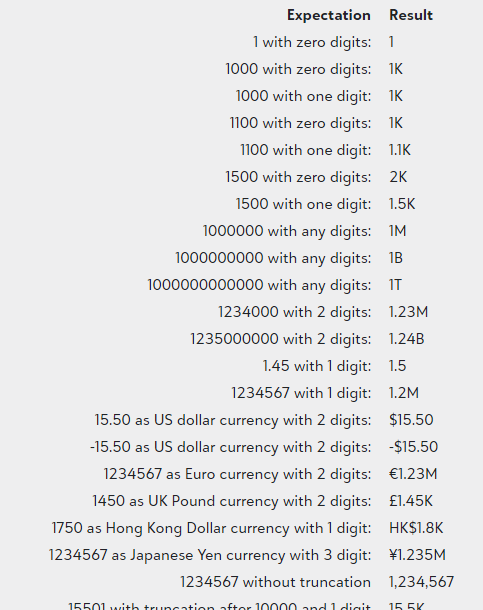 Expectation Result
1 with zero digits: 1
1000 with zero digits: 1K
1000 with one digit: 1K
1100 with zero digits: 1K
1100 with one digit: 1.1K
1500 with zero digits: 2K
1500 with one digit: 1.5K
1000000 with any digits: 1M
1000000000 with any digits: 1B
1000000000000 with any digits: 1T
1234000 with 2 digits: 1.23M
1235000000 with 2 digits: 1.24B
1.45 with 1 digit: 1.5
1234567 with 1 digit: 1.2M
15.50 as US dollar currency with 2 digits: $15.50
-15.50 as US dollar currency with 2 digits: -$15.50
1234567 as Euro currency with 2 digits: €1.23M
1450 as UK Pound currency with 2 digits: £1.45K
1750 as Hong Kong Dollar currency with 1 digit: HK$1.8K
1234567 as Japanese Yen currency with 3 digit: ¥1.235M
1234567 without truncation 1,234,567
15501 with truncation after 10000 and 1 digit 15.5K